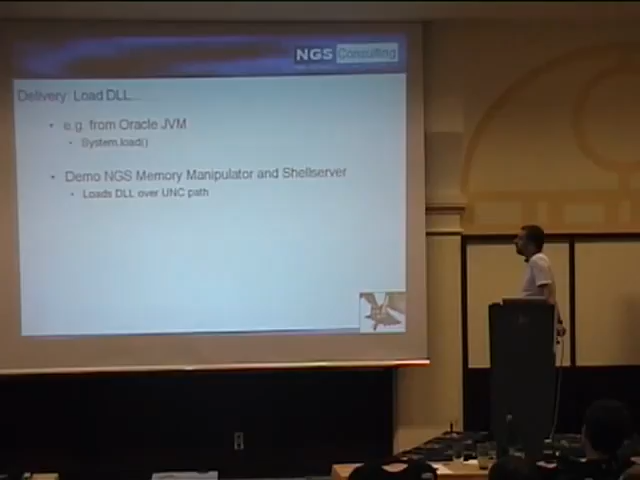 NGS Consulting
Delivery: Load DLL...
• e.g. from Oracle JVM
• System.load()
• Demo NGS Memory Manipulator and Shellserver
• Loads DLL over UNC path